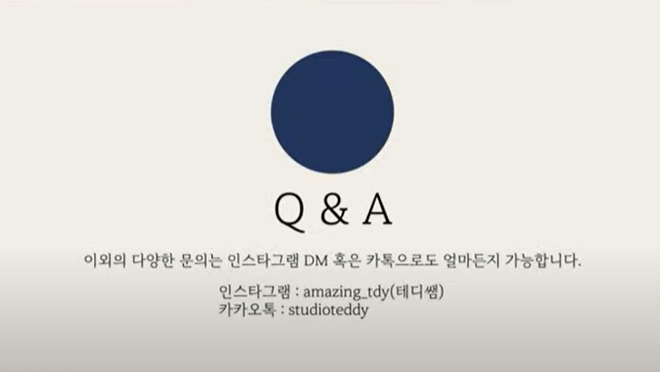 Q & A
이외의 다양한 문의는 인스타그램 DM 혹은 카톡으로도 얼마든지 가능합니다.
인스타그램 : amazing_tdy(테디쌤)
카카오톡 : studioteddy